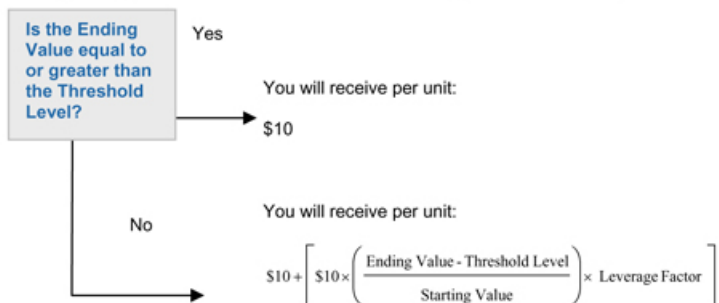 Is the Ending
Value equal to
or greater than
the Threshold
Level?
Yes
You will receive per unit:
$10
No
You will receive per unit:
$10 + [ $10 × ( Ending Value - Threshold Level / Starting Value ) × Leverage Factor ]